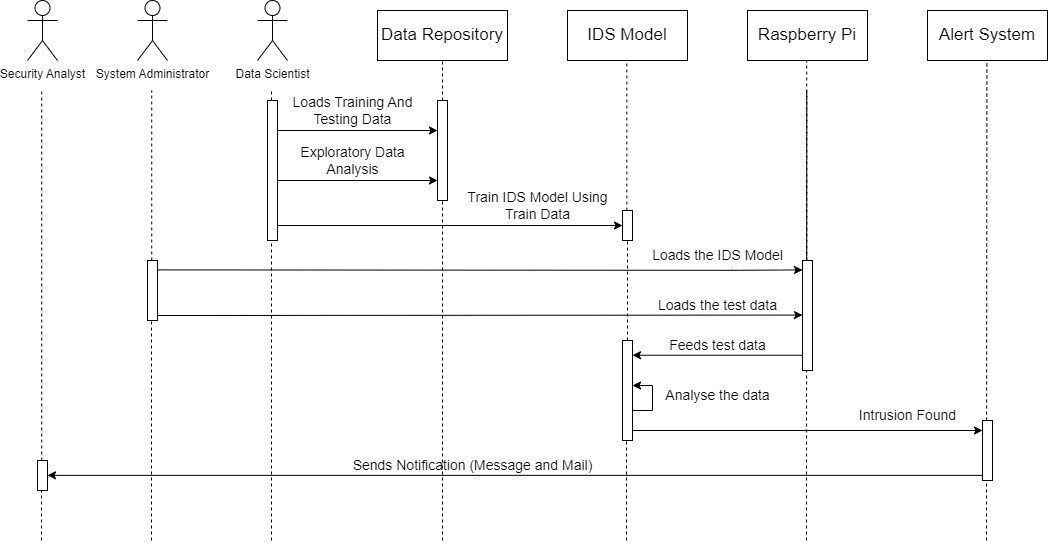 Security Analyst
System Administrator
Data Scientist
Data Repository
IDS Model
Raspberry Pi
Alert System
Loads Training And
Testing Data
Exploratory Data
Analysis
Train IDS Model Using
Train Data
Loads the IDS Model
Loads the test data
Feeds test data
Analyse the data
Intrusion Found
Sends Notification (Message and Mail)